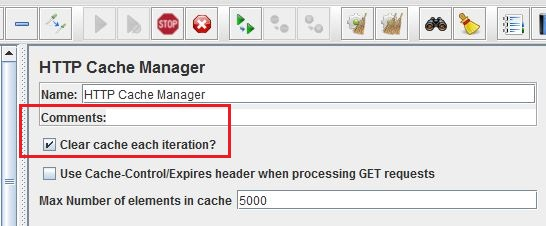 STOP
HTTP Cache Manager
Name: HTTP Cache Manager
Comments:
Clear cache each iteration?
Use Cache-Control/Expires header when processing GET requests
Max Number of elements in cache 5000